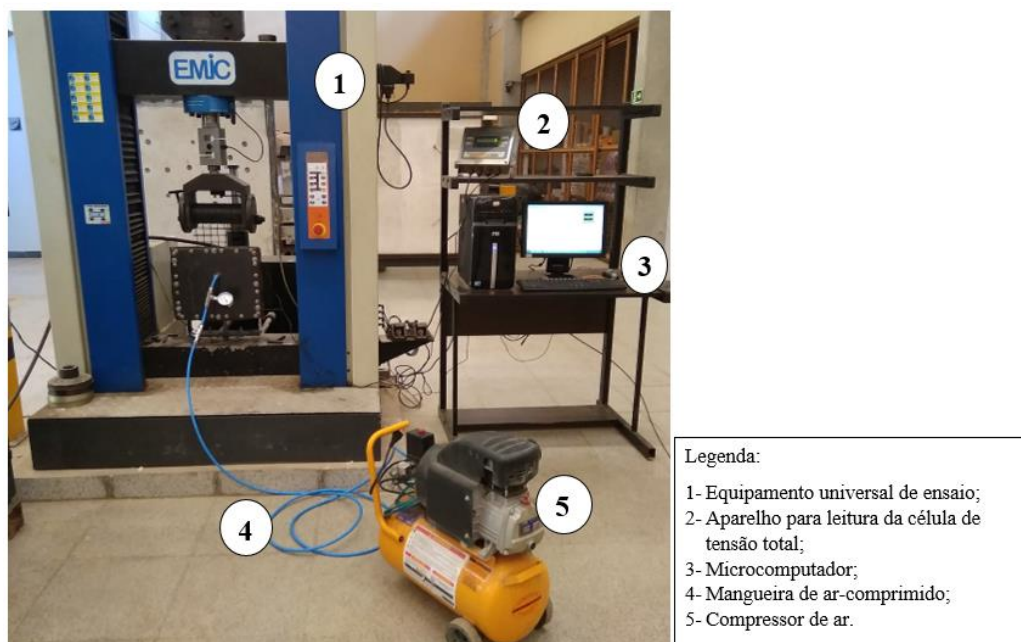 EMIC
1
2
3
4
5
Legenda:
1- Equipamento universal de ensaio;
2- Aparelho para leitura da célula de
tensão total;
3- Microcomputador;
4- Mangueira de ar-comprimido;
5- Compressor de ar.